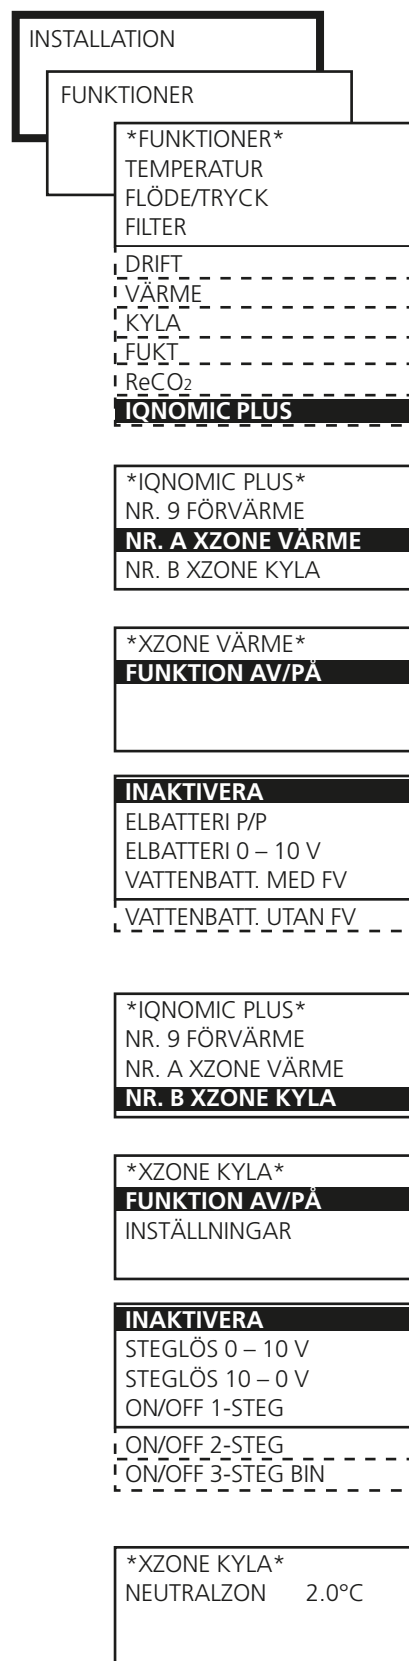 INSTALLATION
FUNKTIONER
*FUNKTIONER*
TEMPERATUR
FLÖDE/TRYCK
FILTER
DRIFT
VÄRME
KYLA
FUKT
ReCO2
IQNOMIC PLUS
*IQNOMIC PLUS*
NR. 9 FÖRVÄRME
NR. A XZONE VÄRME
NR. B XZONE KYLA
*XZONE VÄRME*
FUNKTION AV/PÅ
INAKTIVERA
ELBATTERI P/P
ELBATTERI 0 – 10 V
VATTENBATT. MED FV
VATTENBATT. UTAN FV
*IQNOMIC PLUS*
NR. 9 FÖRVÄRME
NR. A XZONE VÄRME
NR. B XZONE KYLA
*XZONE KYLA*
FUNKTION AV/PÅ
INSTÄLLNINGAR
INAKTIVERA
STEGLÖS 0 – 10 V
STEGLÖS 10 – 0 V
ON/OFF 1-STEG
ON/OFF 2-STEG
ON/OFF 3-STEG BIN
*XZONE KYLA*
NEUTRALZON 2.0°C